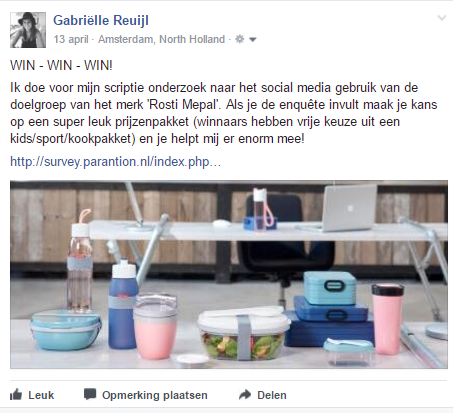 Gabriëlle Reuijl
13 april · Amsterdam, North Holland ·
WIN - WIN - WIN!
Ik doe voor mijn scriptie onderzoek naar het social media gebruik van de
doelgroep van het merk 'Rosti Mepal'. Als je de enquête invult maak je kans
op een super leuk prijzenpakket (winnaars hebben vrije keuze uit een
kids/sport/kookpakket) en je helpt mij er enorm mee!
http://survey.parantion.nl/index.php...
Leuk Opmerking plaatsen Delen